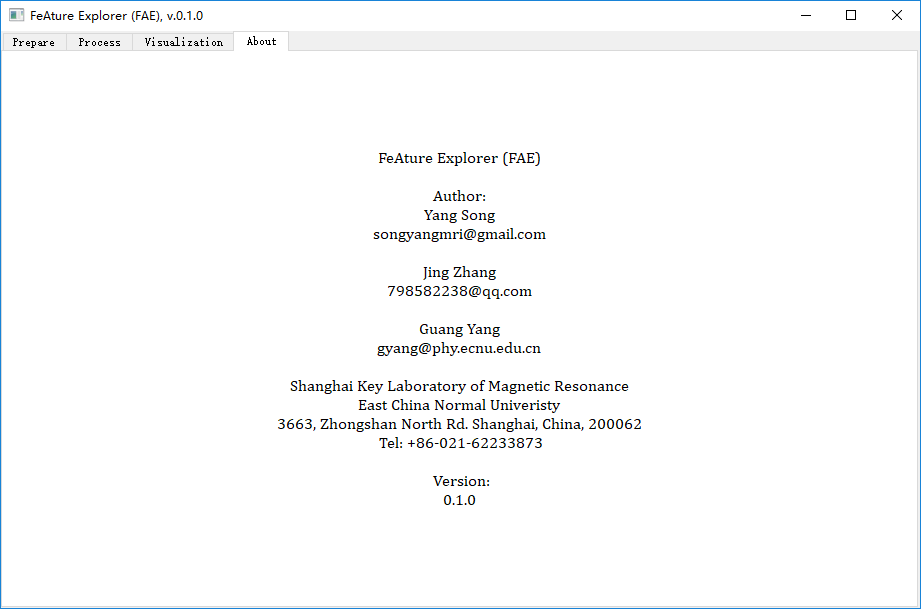 FeAture Explorer (FAE), v.0.1.0
Prepare Process Visualization About
FeAture Explorer (FAE)
Author:
Yang Song
songyangmri@gmail.com
Jing Zhang
798582238@qq.com
Guang Yang
gyang@phy.ecnu.edu.cn
Shanghai Key Laboratory of Magnetic Resonance
East China Normal Univeristy
3663, Zhongshan North Rd. Shanghai, China, 200062
Tel: +86-021-62233873
Version:
0.1.0